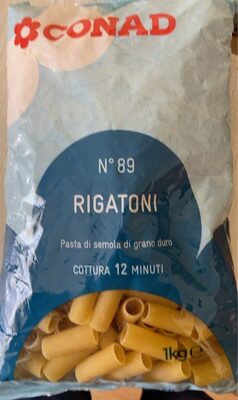 CONAD
N° 89
RIGATONI
Pasta di semola di grano duro
COTTURA 12 MINUTI
1kg ℮